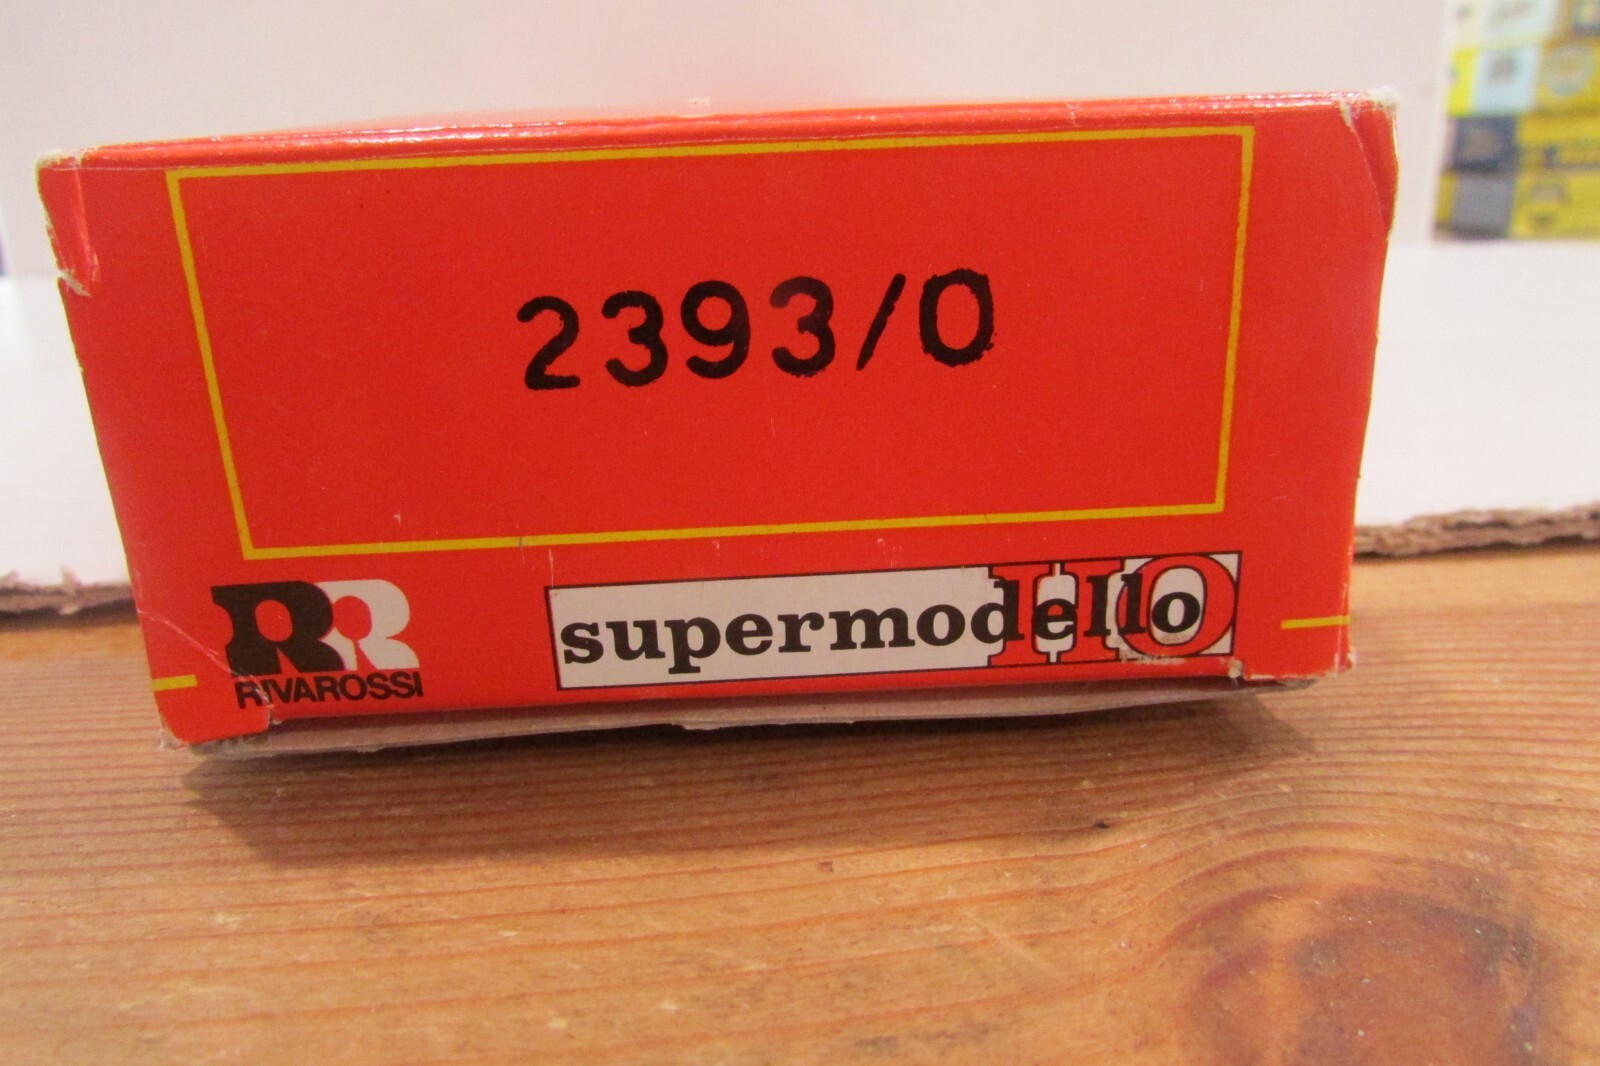 2393/0
RR
RIVAROSSI
supermodello
HO